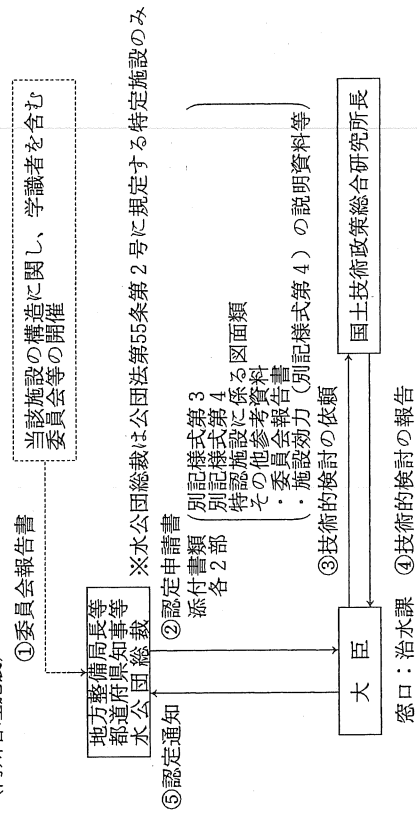 ①委員会報告書
当該施設の構造に関し、学識者を含む
委員会等の開催
地方整備局長等
都道府県知事等
水公団総裁
※水公団総裁は公団法第55条第2号に規定する特定施設のみ
②認定申請書
添付書類
各2部
別記様式第3
別記様式第4
特認施設に係る図面類
その他参考資料
・委員会報告書
・施設効力（別記様式第4）の説明資料等
⑤認定通知
③技術的検討の依頼
大臣
国土技術政策総合研究所長
窓口：治水課
④技術的検討の報告